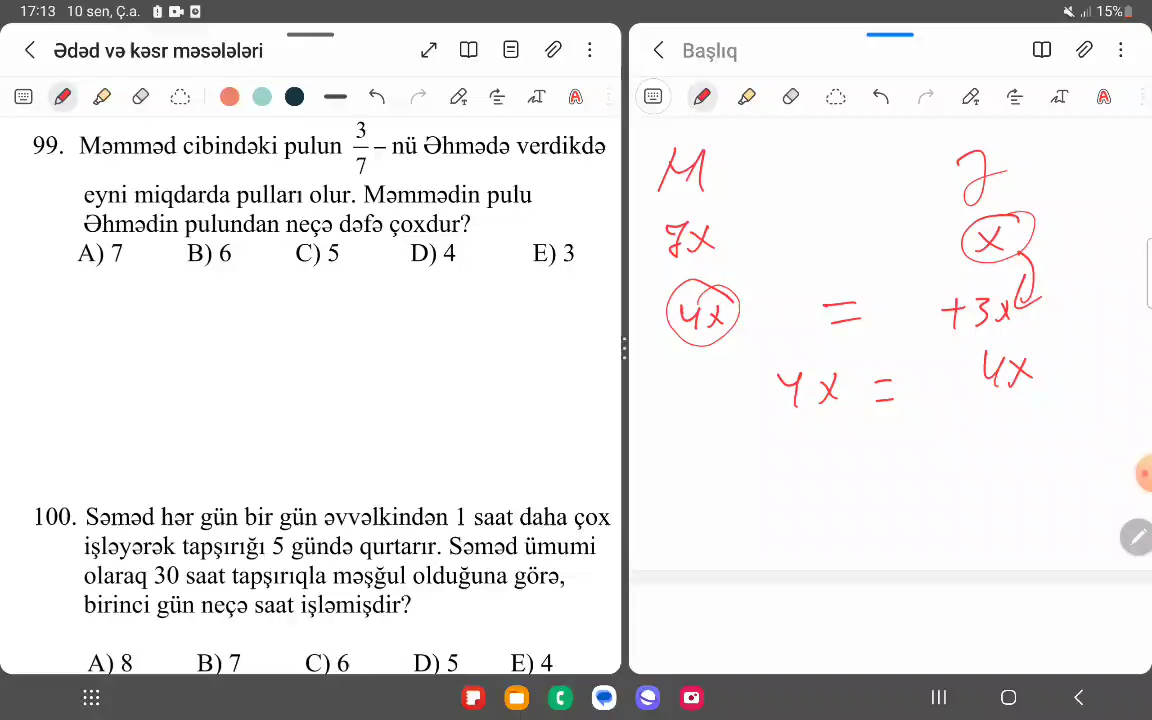 17:13 10 sen, Ç.a. 15%
Ədəd və kəsr məsələləri
Başlıq
99. Məmməd cibindəki pulun 3/7 – nü Əhmədə verdikdə
eyni miqdarda pulları olur. Məmmədin pulu
Əhmədin pulundan neçə dəfə çoxdur?
A) 7 B) 6 C) 5 D) 4 E) 3
100. Səməd hər gün bir gün əvvəlkindən 1 saat daha çox
işləyərək tapşırığı 5 gündə qurtarır. Səməd ümumi
olaraq 30 saat tapşırıqla məşğul olduğuna görə,
birinci gün neçə saat işləmişdir?
A) 8 B) 7 C) 6 D) 5 E) 4
M
7x x
4x = +3x
4x = 4x